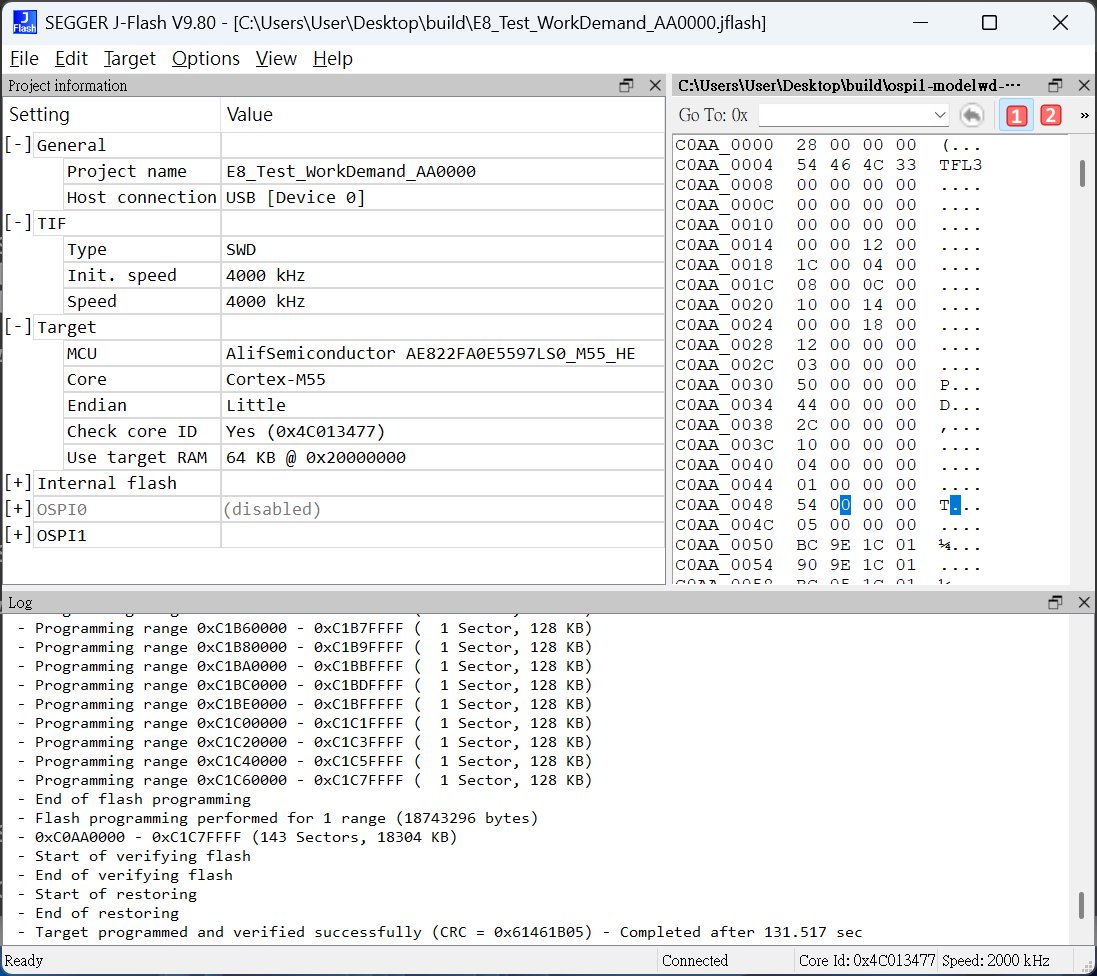 SEGGER J-Flash V9.80 - [C:\Users\User\Desktop\build\E8_Test_WorkDemand_AA0000.jflash]
File Edit Target Options View Help
Project information
Setting Value
[-] General
Project name E8_Test_WorkDemand_AA0000
Host connection USB [Device 0]
[-] TIF
Type SWD
Init. speed 4000 kHz
Speed 4000 kHz
[-] Target
MCU AlifSemiconductor AE822FA0E5597LS0_M55_HE
Core Cortex-M55
Endian Little
Check core ID Yes (0x4C013477)
Use target RAM 64 KB @ 0x20000000
[+] Internal flash
[+] OSPI0 (disabled)
[+] OSPI1
C:\Users\User\Desktop\build\ospi1-modelwd-···
Go To: 0x 1 2 »
C0AA_0000 28 00 00 00 (...
C0AA_0004 54 46 4C 33 TFL3
C0AA_0008 00 00 00 00 ....
C0AA_000C 00 00 00 00 ....
C0AA_0010 00 00 00 00 ....
C0AA_0014 00 00 12 00 ....
C0AA_0018 1C 00 04 00 ....
C0AA_001C 08 00 0C 00 ....
C0AA_0020 10 00 14 00 ....
C0AA_0024 00 00 18 00 ....
C0AA_0028 12 00 00 00 ....
C0AA_002C 03 00 00 00 ....
C0AA_0030 50 00 00 00 P...
C0AA_0034 44 00 00 00 D...
C0AA_0038 2C 00 00 00 ,...
C0AA_003C 10 00 00 00 ....
C0AA_0040 04 00 00 00 ....
C0AA_0044 01 00 00 00 ....
C0AA_0048 54 00 00 00 T...
C0AA_004C 05 00 00 00 ....
C0AA_0050 BC 9E 1C 01 ¼...
C0AA_0054 90 9E 1C 01 ....
Log
- Programming range 0xC1B60000 - 0xC1B7FFFF ( 1 Sector, 128 KB)
- Programming range 0xC1B80000 - 0xC1B9FFFF ( 1 Sector, 128 KB)
- Programming range 0xC1BA0000 - 0xC1BBFFFF ( 1 Sector, 128 KB)
- Programming range 0xC1BC0000 - 0xC1BDFFFF ( 1 Sector, 128 KB)
- Programming range 0xC1BE0000 - 0xC1BFFFFF ( 1 Sector, 128 KB)
- Programming range 0xC1C00000 - 0xC1C1FFFF ( 1 Sector, 128 KB)
- Programming range 0xC1C20000 - 0xC1C3FFFF ( 1 Sector, 128 KB)
- Programming range 0xC1C40000 - 0xC1C5FFFF ( 1 Sector, 128 KB)
- Programming range 0xC1C60000 - 0xC1C7FFFF ( 1 Sector, 128 KB)
- End of flash programming
- Flash programming performed for 1 range (18743296 bytes)
- 0xC0AA0000 - 0xC1C7FFFF (143 Sectors, 18304 KB)
- Start of verifying flash
- End of verifying flash
- Start of restoring
- End of restoring
- Target programmed and verified successfully (CRC = 0x61461B05) - Completed after 131.517 sec
Ready Connected Core Id: 0x4C013477 Speed: 2000 kHz